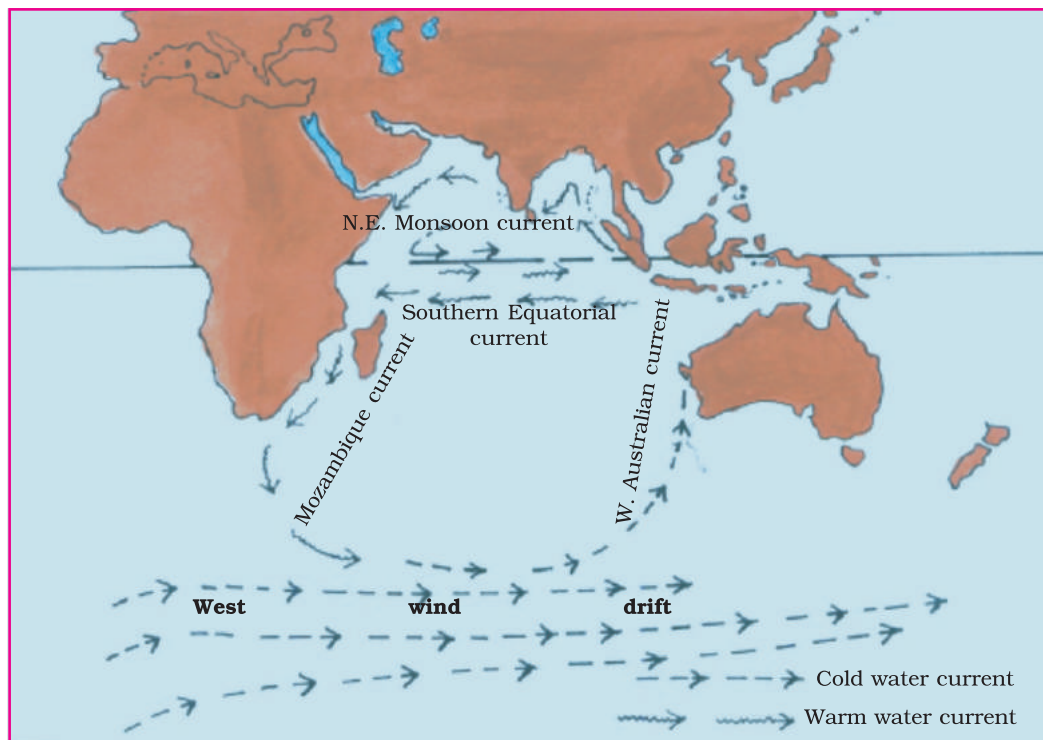 N.E. Monsoon current
Southern Equatorial
current
Mozambique current
W. Australian current
West wind drift
Cold water current
Warm water current